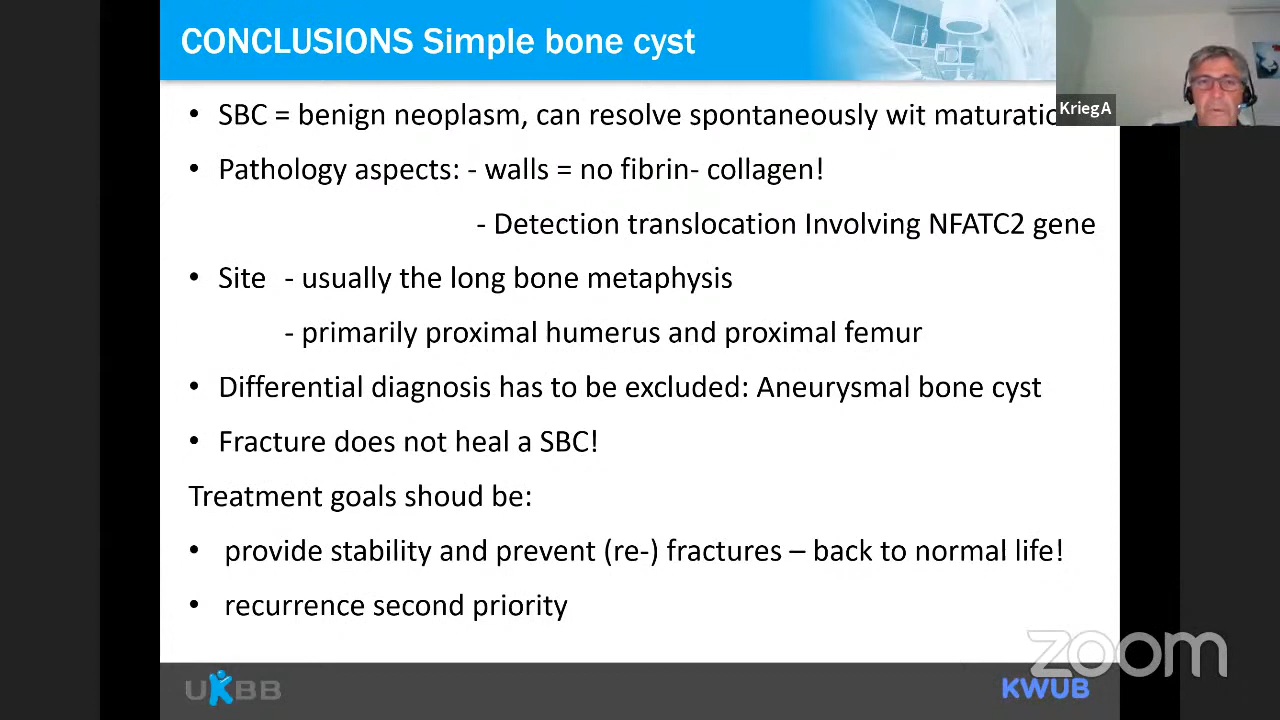 CONCLUSIONS Simple bone cyst
KriegA
• SBC = benign neoplasm, can resolve spontaneously wit maturatio
• Pathology aspects: - walls = no fibrin- collagen!
- Detection translocation Involving NFATC2 gene
• Site - usually the long bone metaphysis
- primarily proximal humerus and proximal femur
• Differential diagnosis has to be excluded: Aneurysmal bone cyst
• Fracture does not heal a SBC!
Treatment goals shoud be:
• provide stability and prevent (re-) fractures – back to normal life!
• recurrence second priority
zoom
UKBB
KWUB